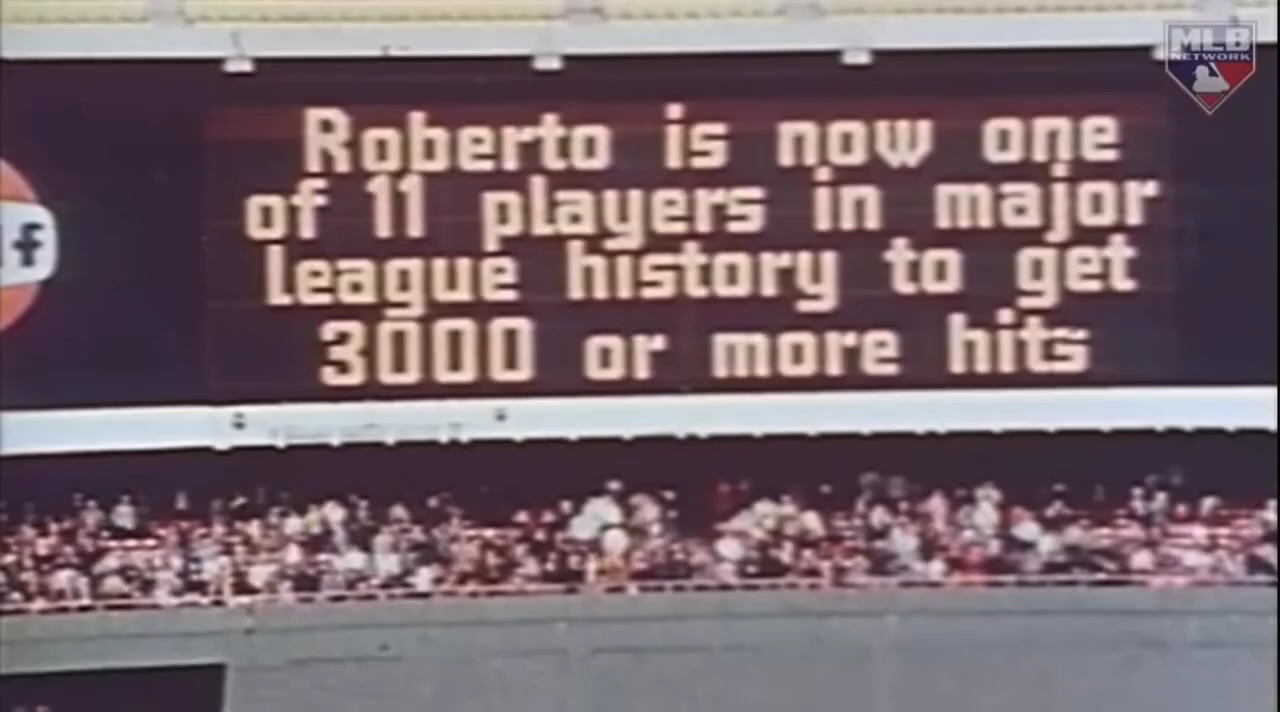 MLB
NETWORK
Roberto is now one
of 11 players in major
league history to get
3000 or more hits
lf